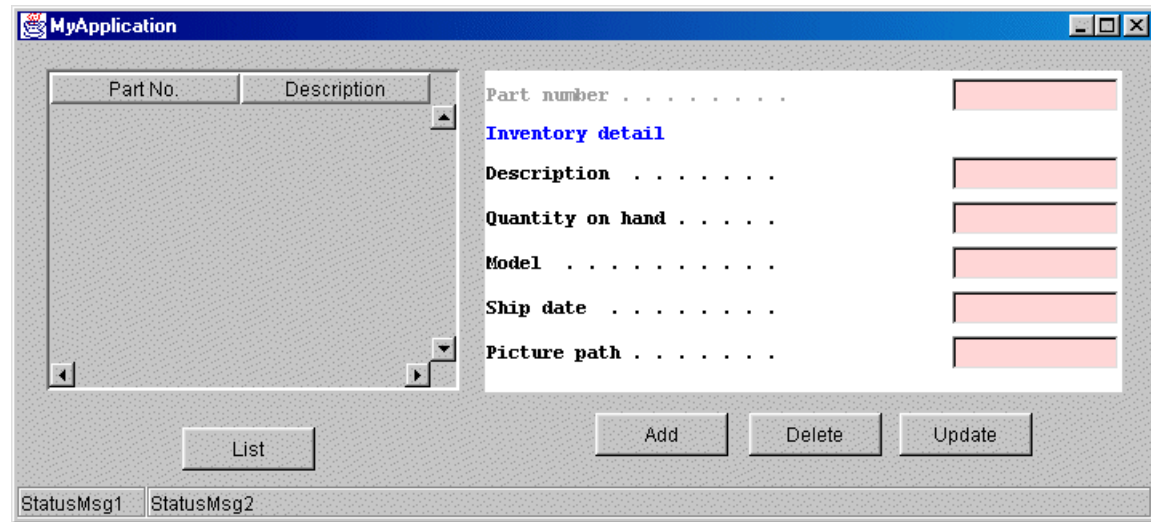 MyApplication
Part No. Description
Part number . . . . . . . .
Inventory detail
Description . . . . . . .
Quantity on hand . . . . .
Model . . . . . . . . . .
Ship date . . . . . . . .
Picture path . . . . . . .
List
Add Delete Update
StatusMsg1 StatusMsg2